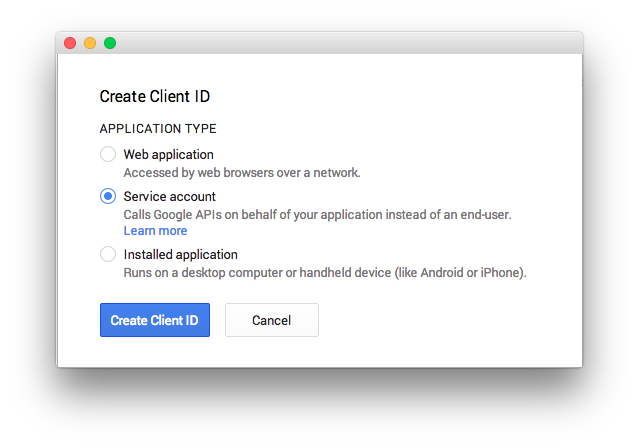 Create Client ID
APPLICATION TYPE
Web application
Accessed by web browsers over a network.
Service account
Calls Google APIs on behalf of your application instead of an end-user.
Learn more
Installed application
Runs on a desktop computer or handheld device (like Android or iPhone).
Create Client ID
Cancel